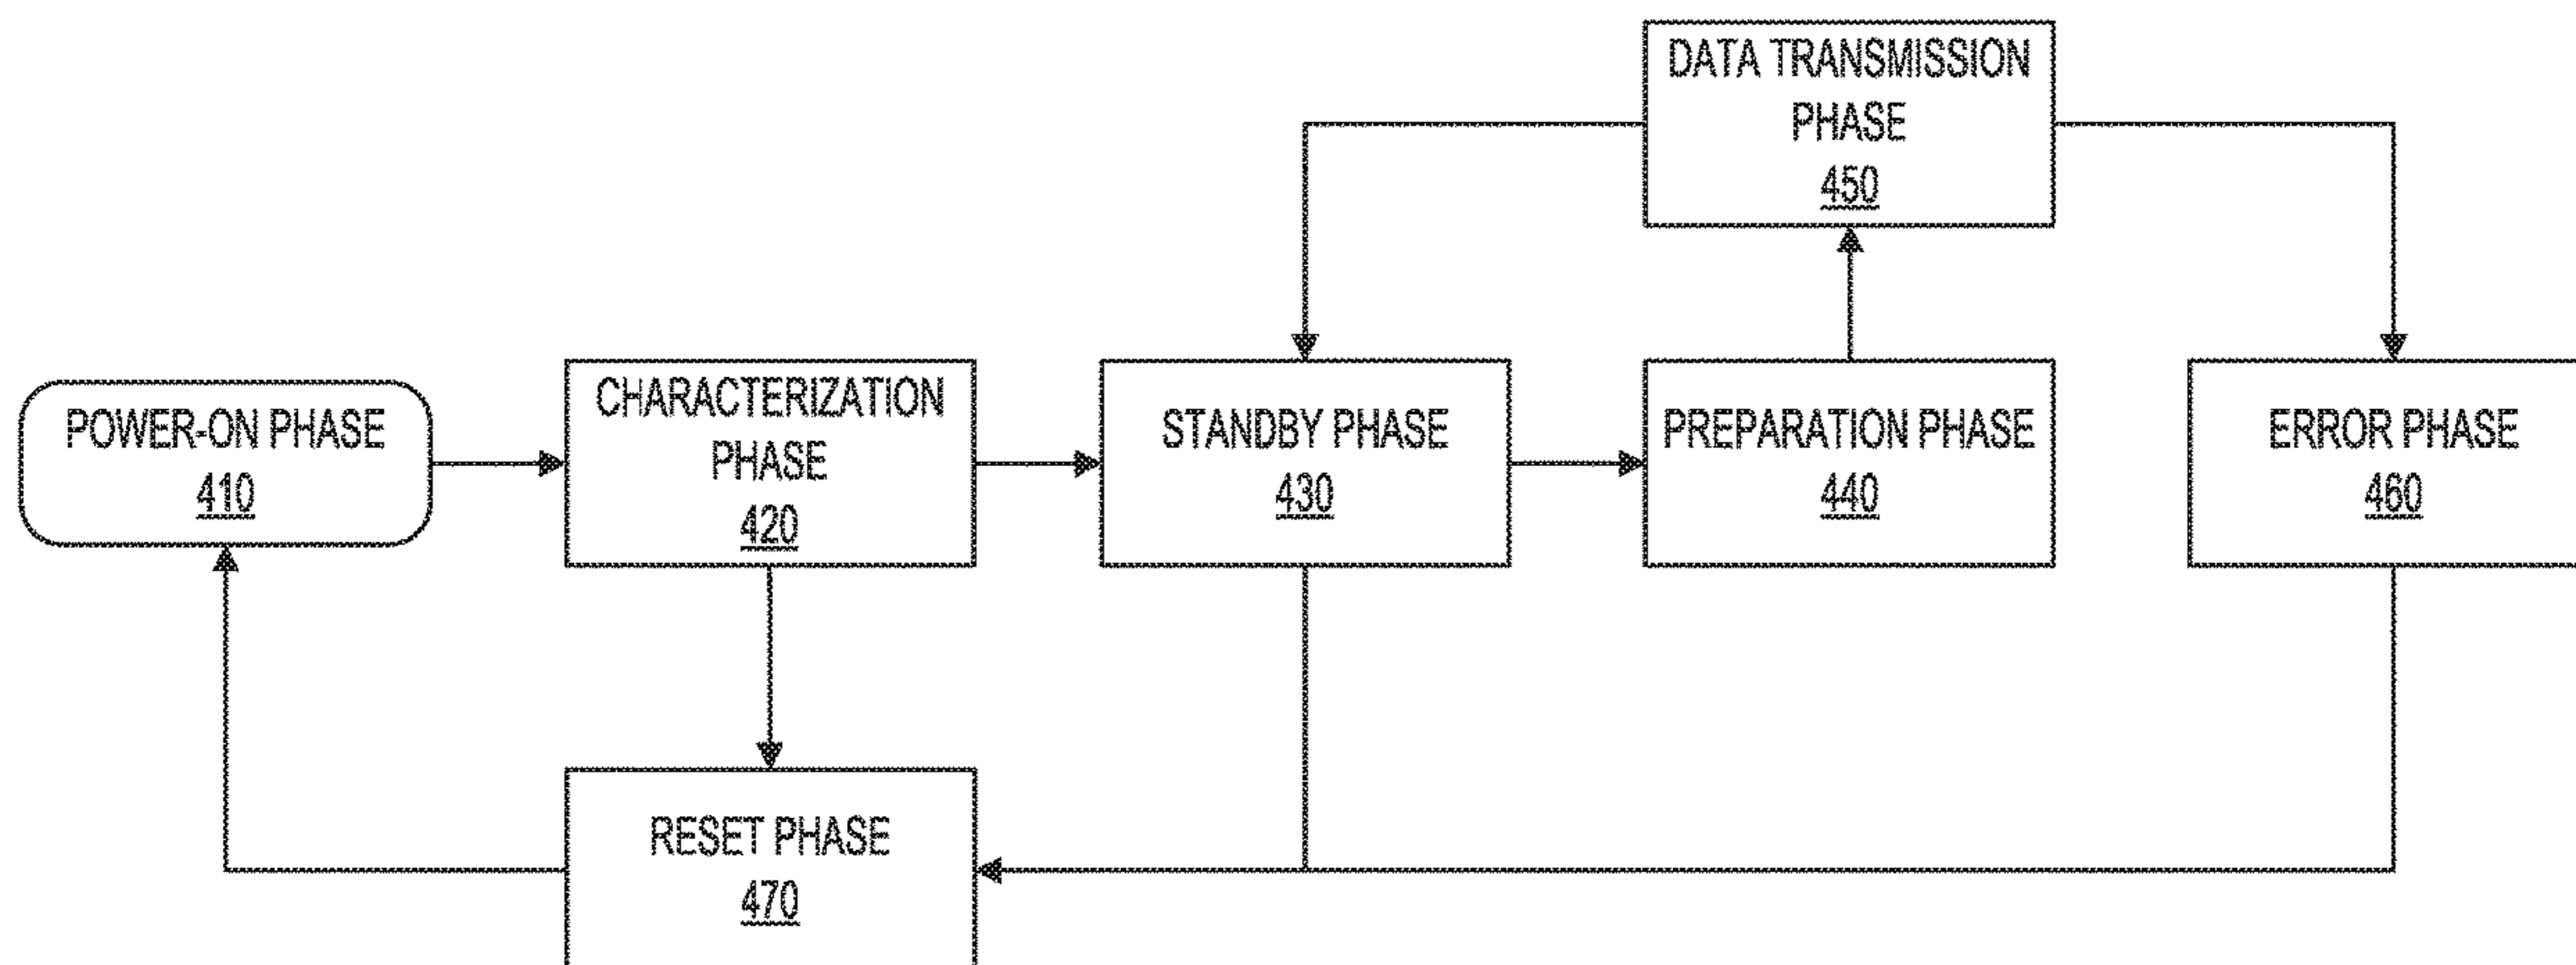 DATA TRANSMISSION
PHASE
450
POWER-ON PHASE
410
CHARACTERIZATION
PHASE
420
STANDBY PHASE
430
PREPARATION PHASE
440
ERROR PHASE
460
RESET PHASE
470